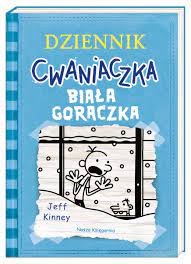 DZIENNIK
CWANIACZKA
BIAŁA
GORĄCZKA
Jeff
Kinney
Nasza Księgarnia